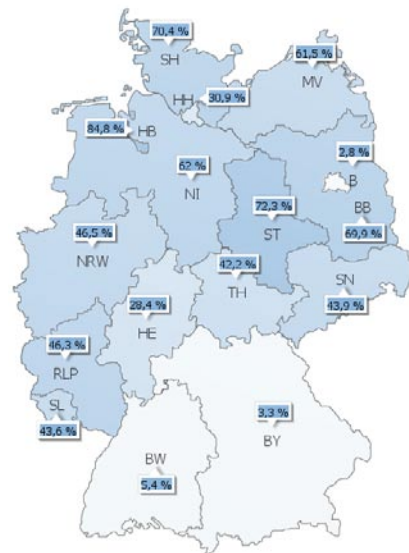 70,4 %
SH
61,5 %
MV
HH
30,9 %
84,8 %
HB
62 %
NI
2,8 %
B
BB
69,9 %
72,3 %
ST
46,5 %
NRW
42,2 %
TH
SN
43,9 %
28,4 %
HE
46,3 %
RLP
SL
43,6 %
3,3 %
BY
BW
5,4 %